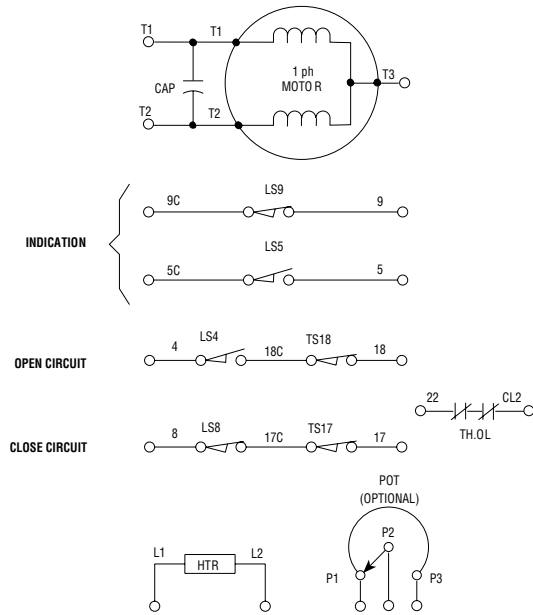 T1 T1
CAP
1 ph
MOTOR
T3
T2 T2
LS9
9C 9
INDICATION
LS5
5C 5
4 LS4 18C TS18 18
OPEN CIRCUIT
22 CL2
TH.OL
8 LS8 17C TS17 17
CLOSE CIRCUIT
POT
(OPTIONAL)
P2
L1 HTR L2
P1 P3